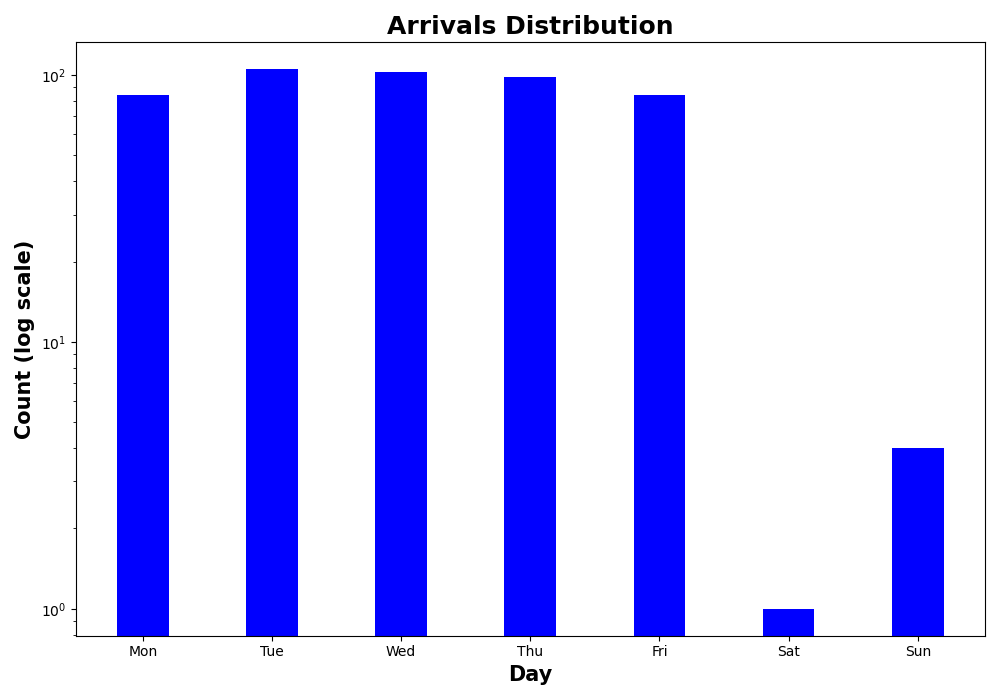 Arrivals Distribution
Count (log scale)
10²
10¹
10⁰
Mon Tue Wed Thu Fri Sat Sun
Day